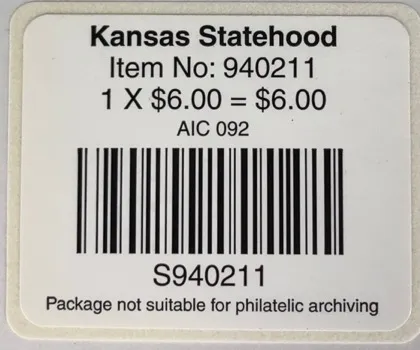 Kansas Statehood
Item No: 940211
1 X $6.00 = $6.00
AIC 092
S940211
Package not suitable for philatelic archiving